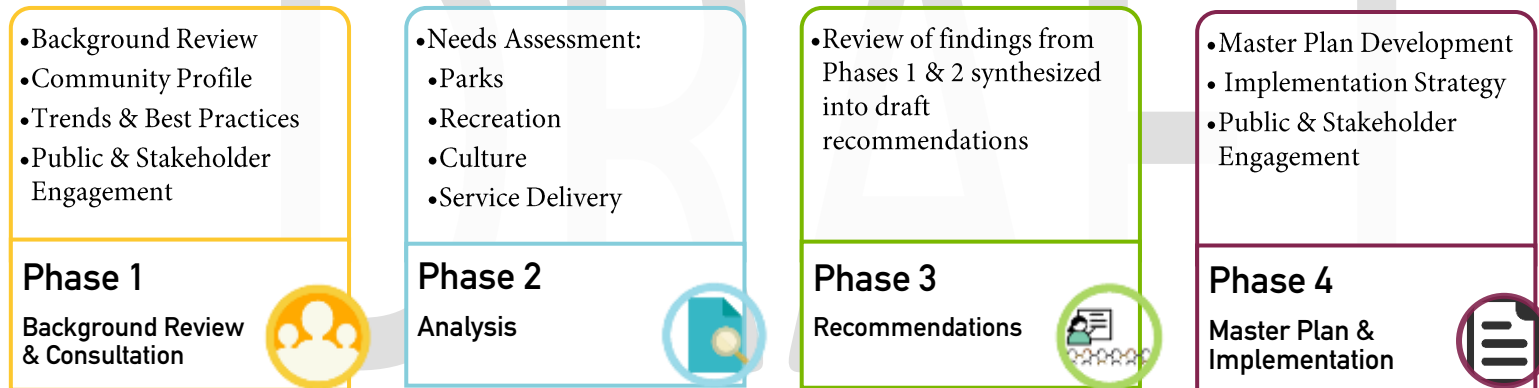 •Background Review
•Community Profile
•Trends & Best Practices
•Public & Stakeholder
Engagement
Phase 1
Background Review
& Consultation
•Needs Assessment:
•Parks
•Recreation
•Culture
•Service Delivery
Phase 2
Analysis
•Review of findings from
Phases 1 & 2 synthesized
into draft
recommendations
Phase 3
Recommendations
•Master Plan Development
• Implementation Strategy
•Public & Stakeholder
Engagement
Phase 4
Master Plan &
Implementation
DRAFT